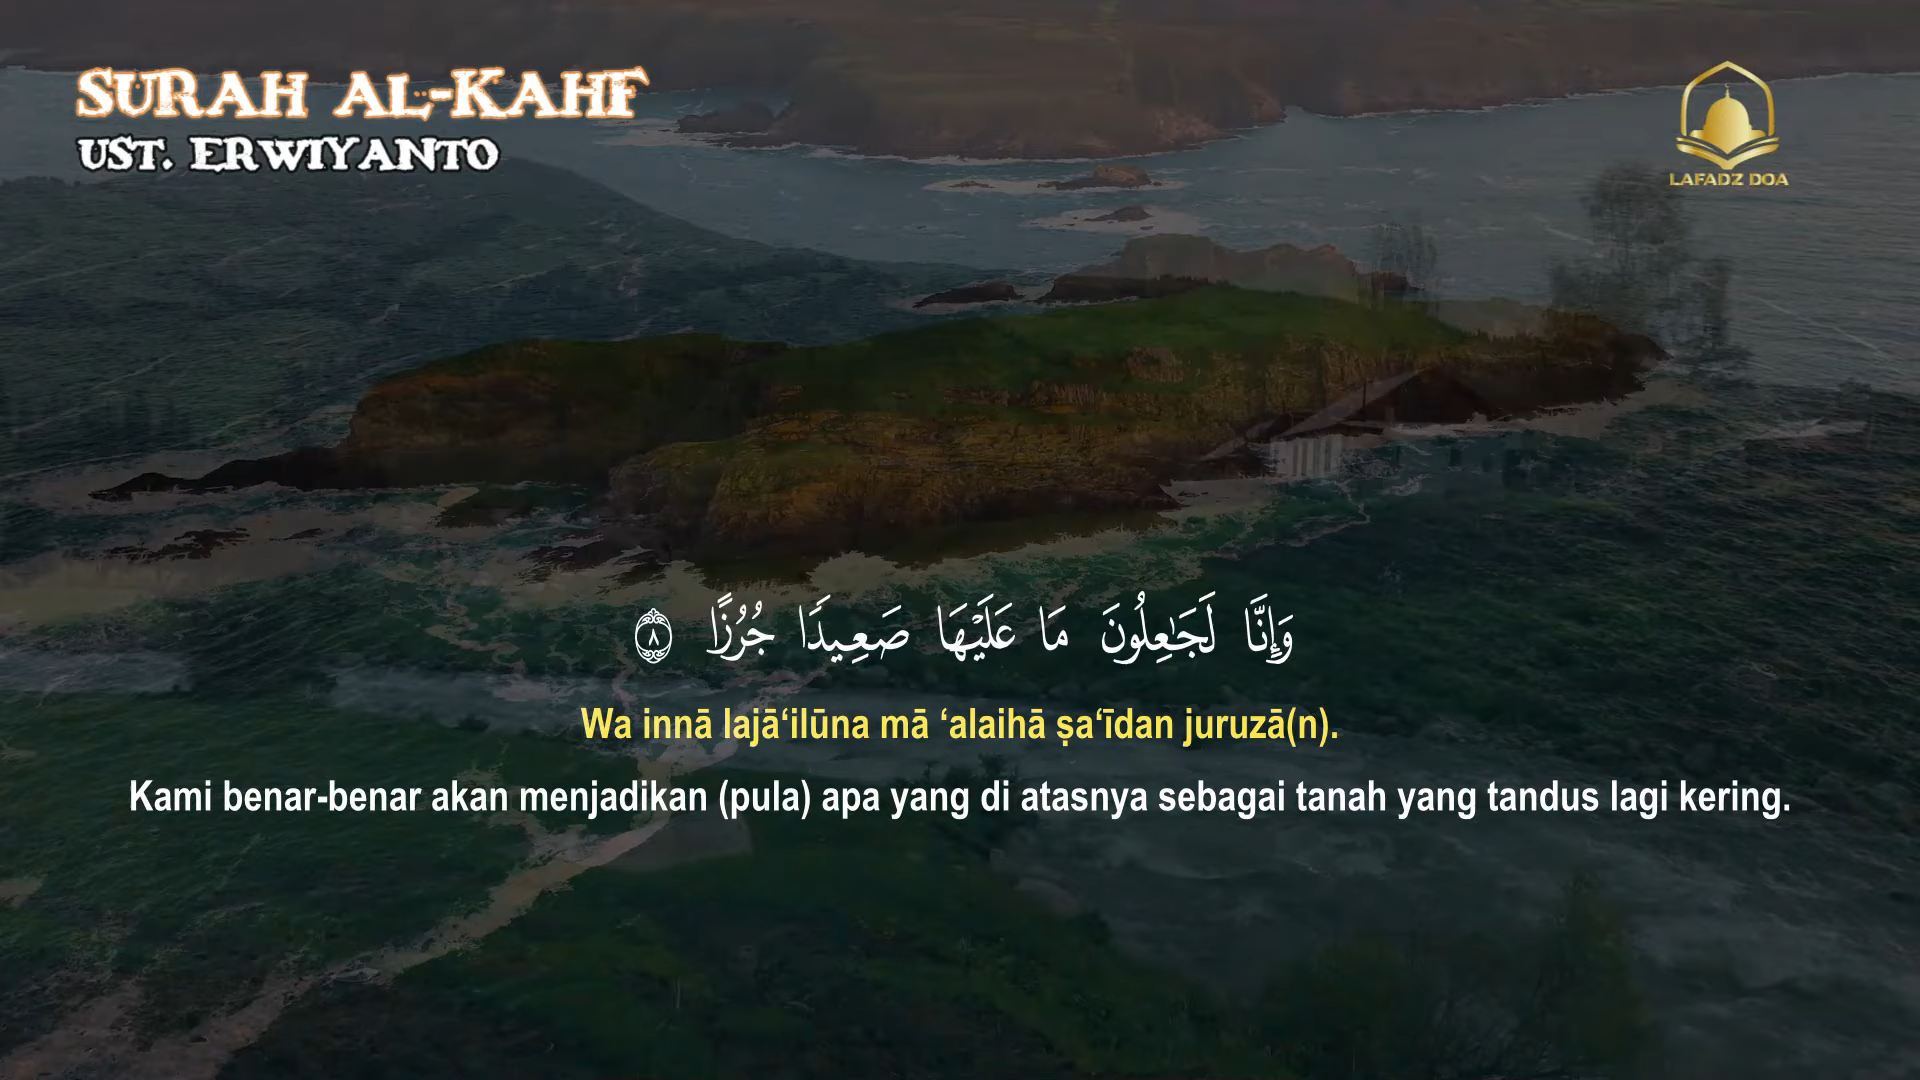 SURAH AL-KAHF
UST. ERWIYANTO
LAFADZ DOA
وَإِنَّا لَجَـٰعِلُونَ مَا عَلَيْهَا صَعِيدًا جُرُزًا ۝٨
Wa innā lajā‘ilūna mā ‘alaihā ṣa‘īdan juruzā(n).
Kami benar-benar akan menjadikan (pula) apa yang di atasnya sebagai tanah yang tandus lagi kering.